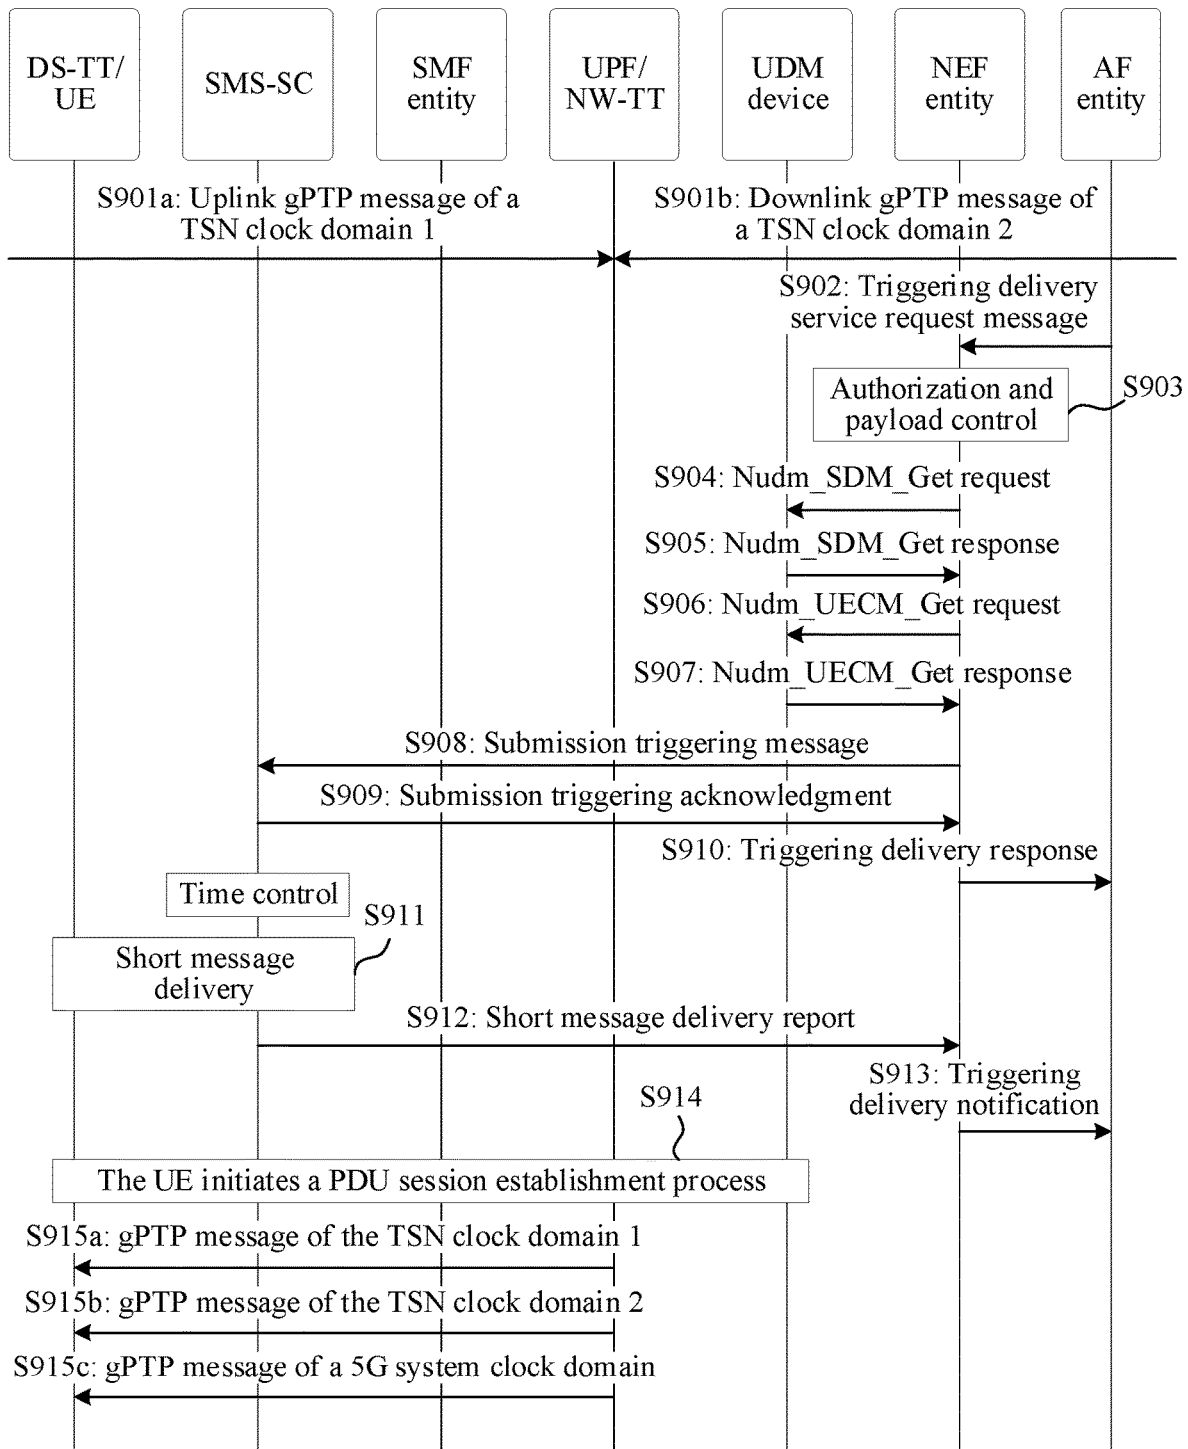 DS-TT/
UE
SMS-SC
SMF
entity
UPF/
NW-TT
UDM
device
NEF
entity
AF
entity
S901a: Uplink gPTP message of a
TSN clock domain 1
S901b: Downlink gPTP message of
a TSN clock domain 2
S902: Triggering delivery
service request message
Authorization and
payload control
S903
S904: Nudm_SDM_Get request
S905: Nudm_SDM_Get response
S906: Nudm_UECM_Get request
S907: Nudm_UECM_Get response
S908: Submission triggering message
S909: Submission triggering acknowledgment
S910: Triggering delivery response
Time control
S911
Short message
delivery
S912: Short message delivery report
S913: Triggering
delivery notification
S914
The UE initiates a PDU session establishment process
S915a: gPTP message of the TSN clock domain 1
S915b: gPTP message of the TSN clock domain 2
S915c: gPTP message of a 5G system clock domain